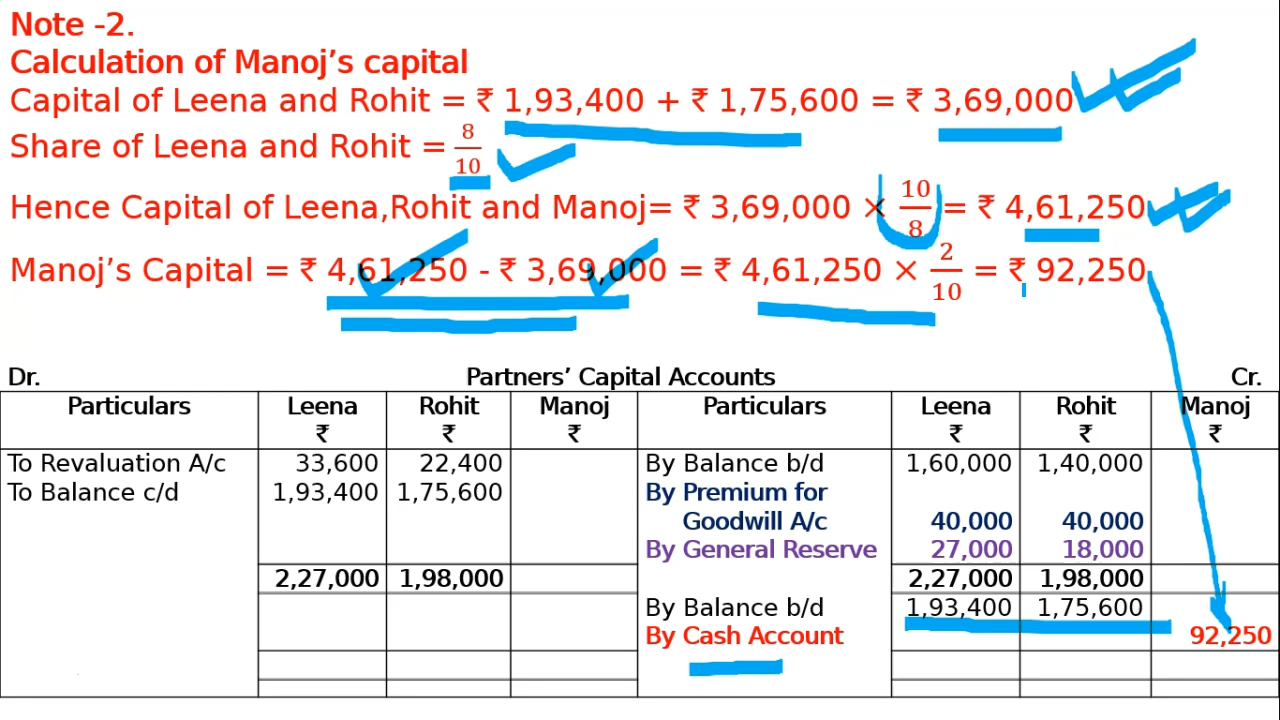 Note -2.
Calculation of Manoj’s capital
Capital of Leena and Rohit = ₹ 1,93,400 + ₹ 1,75,600 = ₹ 3,69,000
Share of Leena and Rohit = 8/10
Hence Capital of Leena,Rohit and Manoj= ₹ 3,69,000 × 10/8 = ₹ 4,61,250
Manoj’s Capital = ₹ 4,61,250 - ₹ 3,69,000 = ₹ 4,61,250 × 2/10 = ₹ 92,250
Dr. Partners’ Capital Accounts Cr.
Particulars Leena Rohit Manoj Particulars Leena Rohit Manoj
₹ ₹ ₹ ₹ ₹ ₹
To Revaluation A/c 33,600 22,400 By Balance b/d 1,60,000 1,40,000
To Balance c/d 1,93,400 1,75,600 By Premium for
Goodwill A/c 40,000 40,000
By General Reserve 27,000 18,000
2,27,000 1,98,000 2,27,000 1,98,000
By Balance b/d 1,93,400 1,75,600
By Cash Account 92,250